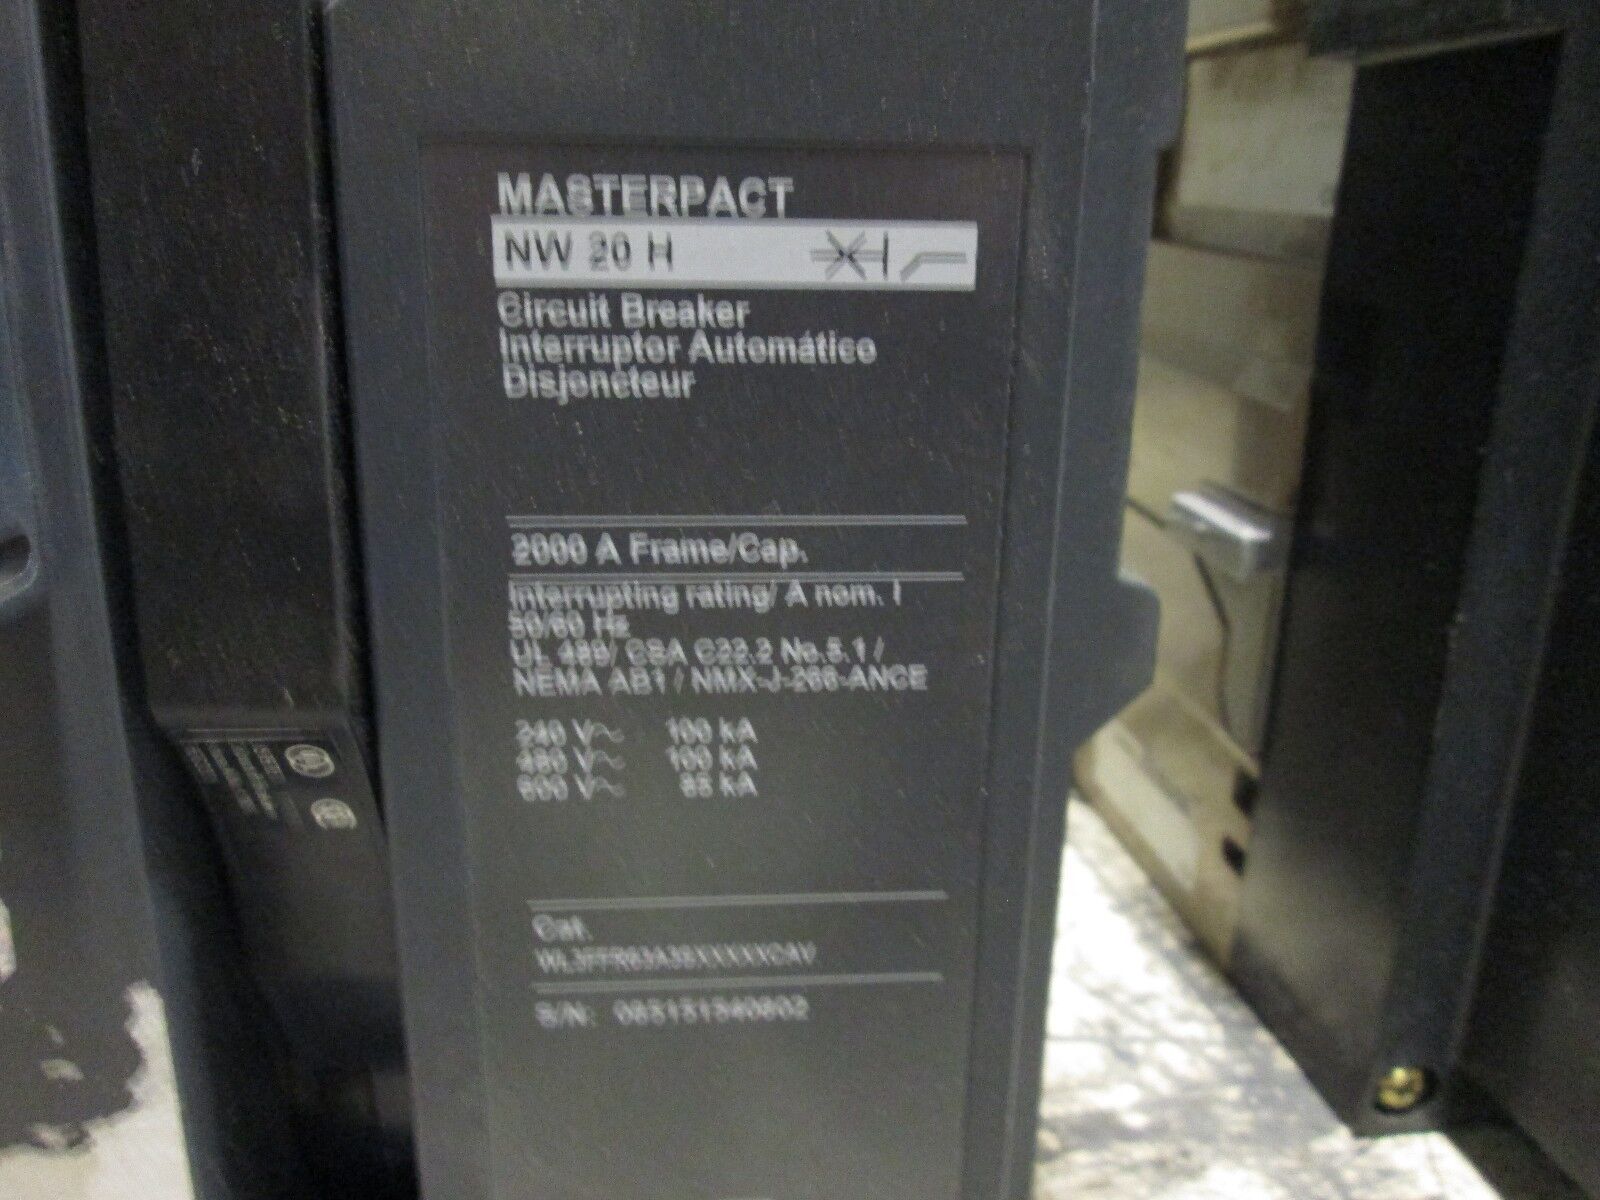 MASTERPACT
NW 20 H
Circuit Breaker
Interruptor Automático
Disjoncteur
2000 A Frame/Cap.
Interrupting rating/ A nom. I
50/60 Hz
UL 489/ CSA C22.2 No.5.1 /
NEMA AB1 / NMX-J-266-ANCE
240 V~ 100 kA
480 V~ 100 kA
600 V~ 85 kA
Cat.
S/N: